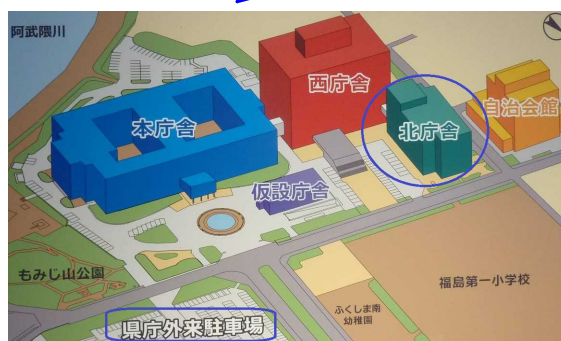 阿武隈川
西庁舎
自治会館
北庁舎
本庁舎
仮設庁舎
もみじ山公園
福島第一小学校
ふくしま南
幼稚園
県庁外来駐車場